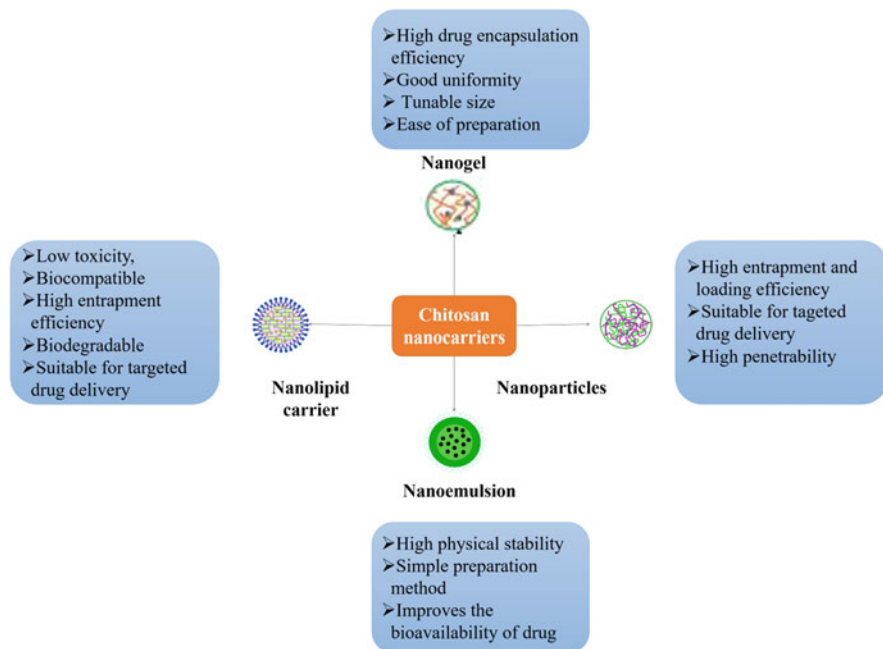 ➤High drug encapsulation
efficiency
➤Good uniformity
➤ Tunable size
➤Ease of preparation
Nanogel
➤Low toxicity,
➤Biocompatible
➤High entrapment
efficiency
➤Biodegradable
➤Suitable for targeted
drug delivery
Nanolipid
carrier
Chitosan
nanocarriers
Nanoparticles
➤High entrapment and
loading efficiency
➤Suitable for tageted
drug delivery
➤High penetrability
Nanoemulsion
➤High physical stability
➤Simple preparation
method
➤Improves the
bioavailability of drug